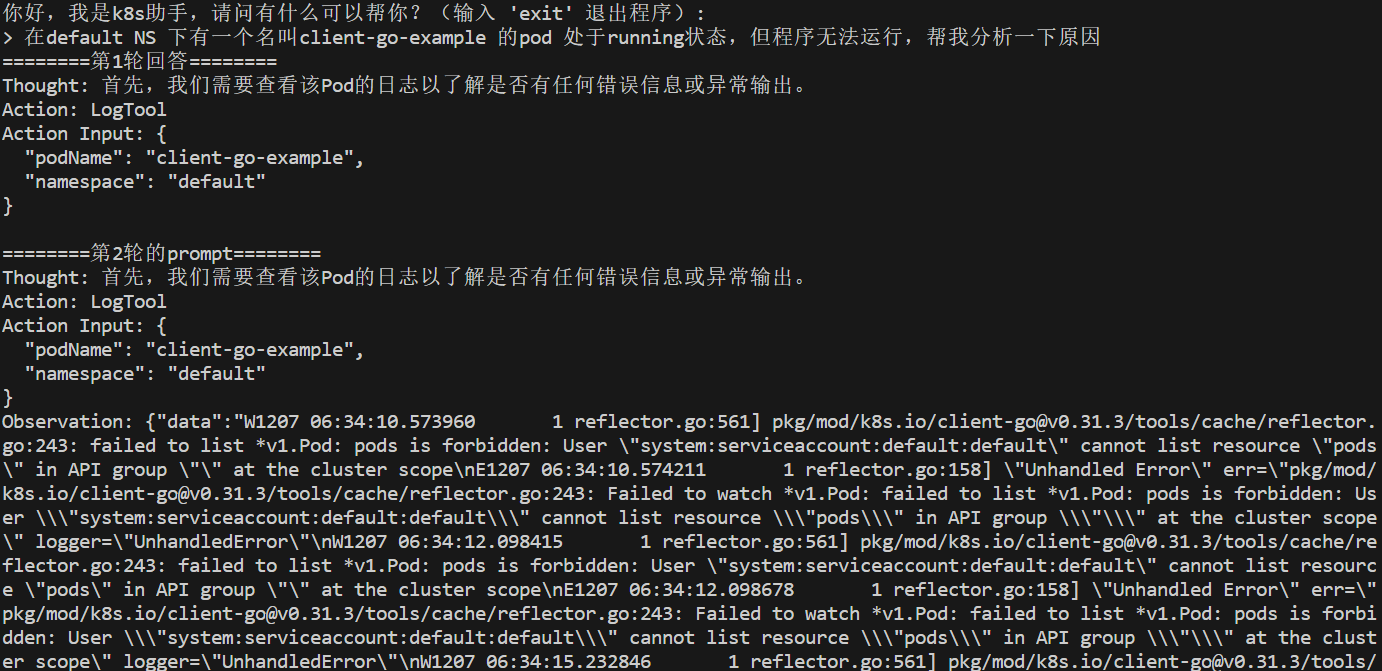 你好，我是k8s助手，请问有什么可以帮你？（输入 'exit' 退出程序）:
> 在default NS 下有一个名叫client-go-example 的pod 处于running状态，但程序无法运行，帮我分析一下原因
========第1轮回答========
Thought: 首先，我们需要查看该Pod的日志以了解是否有任何错误信息或异常输出。
Action: LogTool
Action Input: {
  "podName": "client-go-example",
  "namespace": "default"
}
========第2轮的prompt========
Thought: 首先，我们需要查看该Pod的日志以了解是否有任何错误信息或异常输出。
Action: LogTool
Action Input: {
  "podName": "client-go-example",
  "namespace": "default"
}
Observation: {"data":"W1207 06:34:10.573960       1 reflector.go:561] pkg/mod/k8s.io/client-go@v0.31.3/tools/cache/reflector.
go:243: failed to list *v1.Pod: pods is forbidden: User \"system:serviceaccount:default:default\" cannot list resource \"pods
\" in API group \"\" at the cluster scope\nE1207 06:34:10.574211       1 reflector.go:158] \"Unhandled Error\" err=\"pkg/mod/
k8s.io/client-go@v0.31.3/tools/cache/reflector.go:243: Failed to watch *v1.Pod: failed to list *v1.Pod: pods is forbidden: Us
er \\\"system:serviceaccount:default:default\\\" cannot list resource \\\"pods\\\" in API group \\\"\\\" at the cluster scope
\" logger=\"UnhandledError\"\nW1207 06:34:12.098415       1 reflector.go:561] pkg/mod/k8s.io/client-go@v0.31.3/tools/cache/re
flector.go:243: failed to list *v1.Pod: pods is forbidden: User \"system:serviceaccount:default:default\" cannot list resourc
e \"pods\" in API group \"\" at the cluster scope\nE1207 06:34:12.098678       1 reflector.go:158] \"Unhandled Error\" err=\"
pkg/mod/k8s.io/client-go@v0.31.3/tools/cache/reflector.go:243: Failed to watch *v1.Pod: failed to list *v1.Pod: pods is forbi
dden: User \\\"system:serviceaccount:default:default\\\" cannot list resource \\\"pods\\\" in API group \\\"\\\" at the clust
er scope\" logger=\"UnhandledError\"\nW1207 06:34:15.232846       1 reflector.go:561] pkg/mod/k8s.io/client-go@v0.31.3/tools/